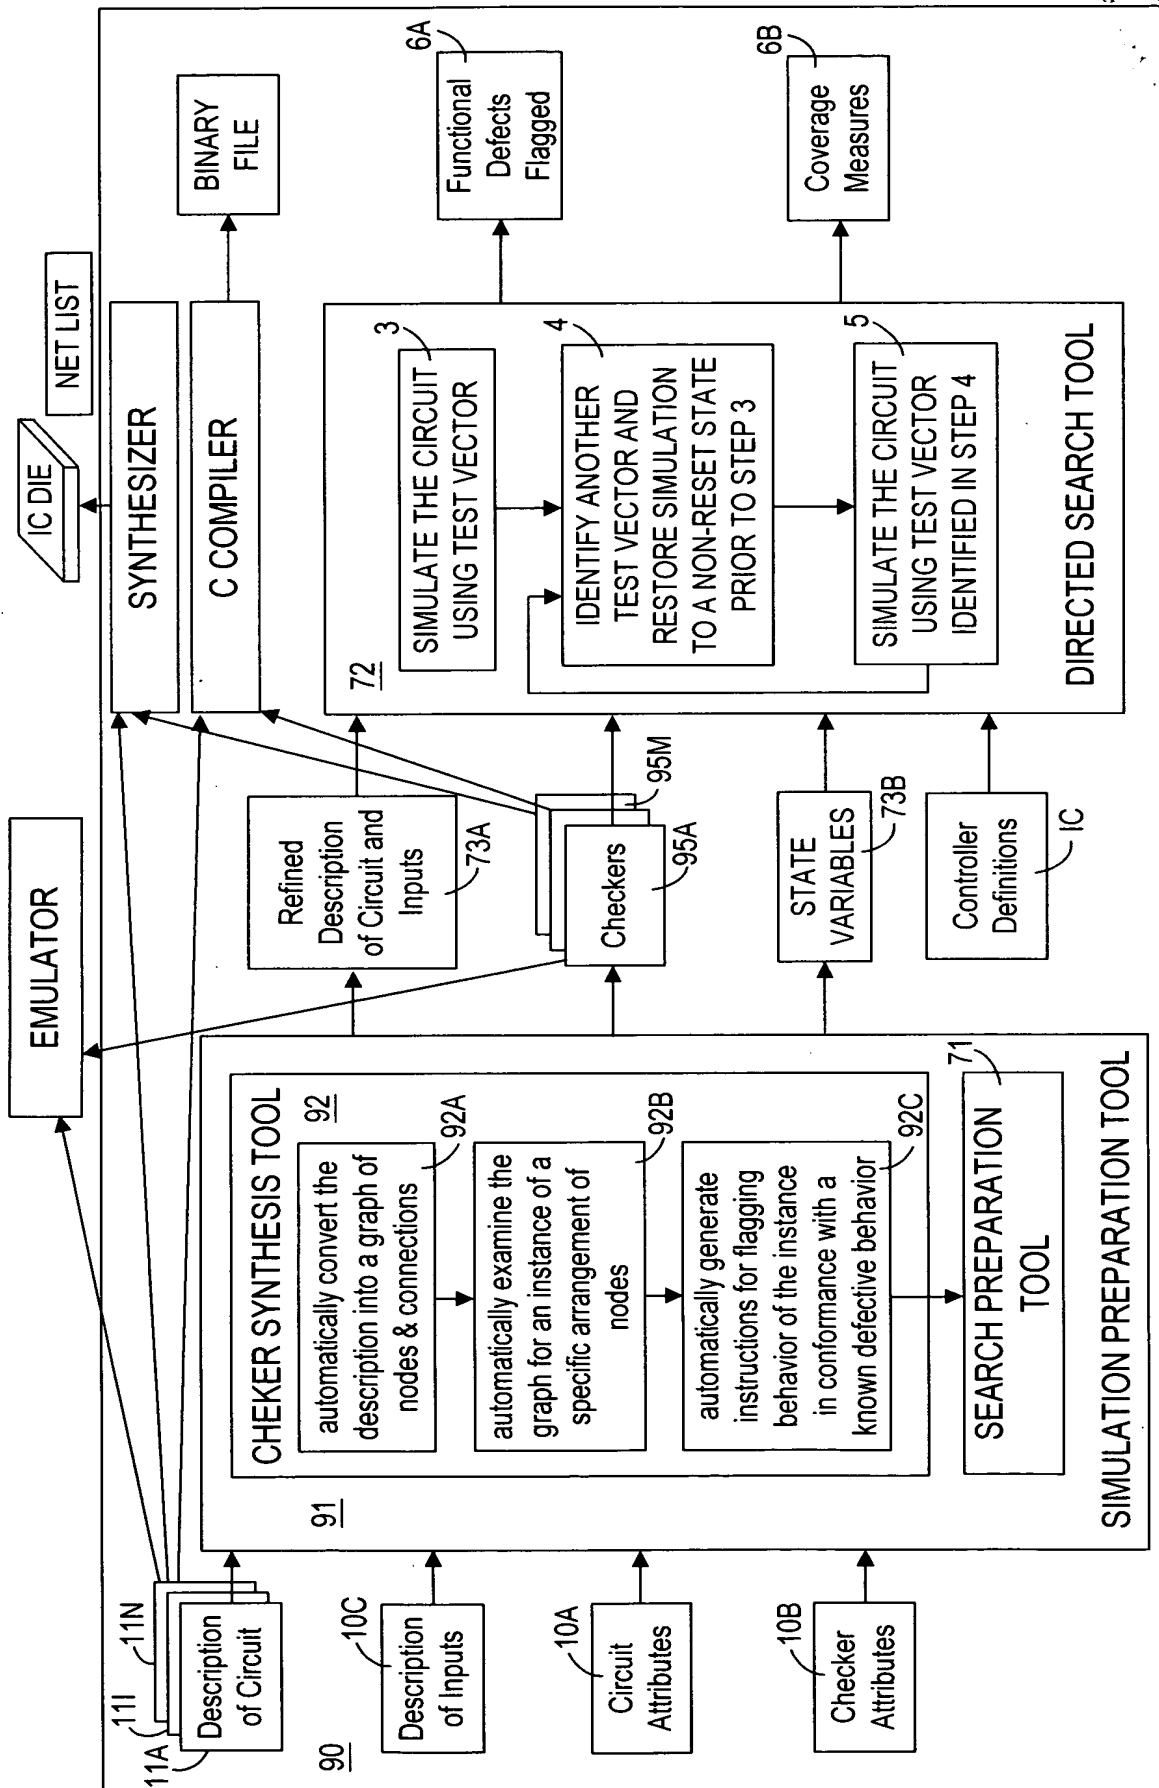 EMULATOR
IC DIE
NET LIST
SYNTHESIZER
C COMPILER
BINARY
FILE
11N
11I
11A
Description
of Circuit
10C
Description
of Inputs
10A
Circuit
Attributes
10B
Checker
Attributes
90
91
CHEKER SYNTHESIS TOOL
92
automatically convert the
description into a graph of
nodes & connections
92A
automatically examine the
graph for an instance of a
specific arrangement of
nodes
92B
automatically generate
instructions for flagging
behavior of the instance
in conformance with a
known defective behavior
92C
SEARCH PREPARATION
TOOL
71
SIMULATION PREPARATION TOOL
Refined
Description
of Circuit and
Inputs
73A
Checkers
95M
95A
STATE
VARIABLES
73B
Controller
Definitions
IC
72
SIMULATE THE CIRCUIT
USING TEST VECTOR
3
IDENTIFY ANOTHER
TEST VECTOR AND
RESTORE SIMULATION
TO A NON-RESET STATE
PRIOR TO STEP 3
4
SIMULATE THE CIRCUIT
USING TEST VECTOR
IDENTIFIED IN STEP 4
5
DIRECTED SEARCH TOOL
Functional
Defects
Flagged
6A
Coverage
Measures
6B